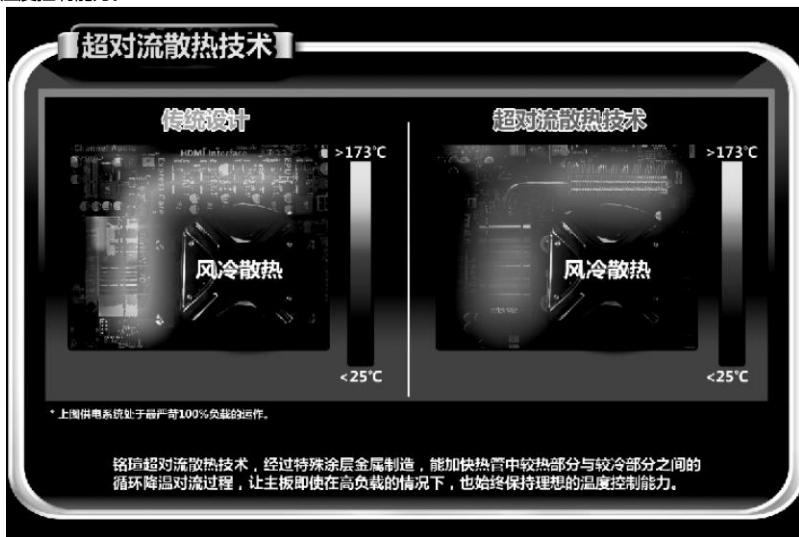 超对流散热技术
传统设计
超对流散热技术
HDMI Interface
>173℃
>173℃
风冷散热
风冷散热
<25℃
<25℃
* 上图供电系统处于最严苛100%负载的运作。
铭瑄超对流散热技术，经过特殊涂层金属制造，能加快热管中较热部分与较冷部分之间的
循环降温对流过程，让主板即使在高负载的情况下，也始终保持理想的温度控制能力。